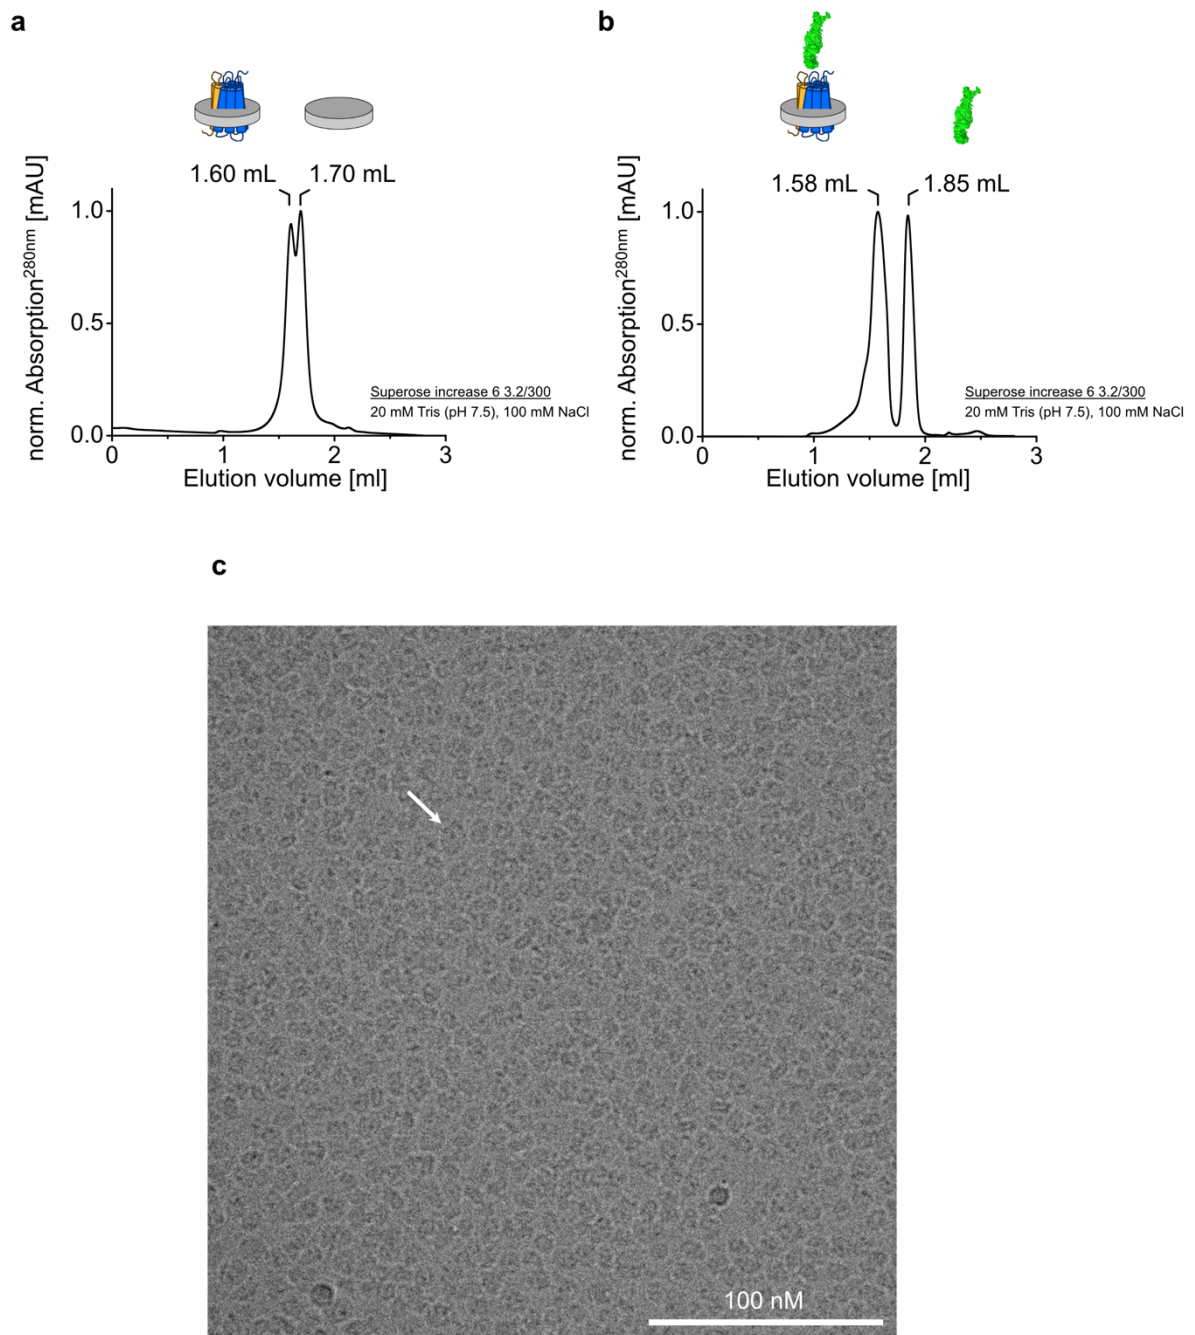 a
1.60 mL 1.70 mL
norm. Absorption280nm [mAU]
1.0
0.5
0.0
0 1 2 3
Elution volume [ml]
Superose increase 6 3.2/300
20 mM Tris (pH 7.5), 100 mM NaCl
b
1.58 mL 1.85 mL
norm. Absorption280nm [mAU]
1.0
0.5
0.0
0 1 2 3
Elution volume [ml]
Superose increase 6 3.2/300
20 mM Tris (pH 7.5), 100 mM NaCl
c
100 nM